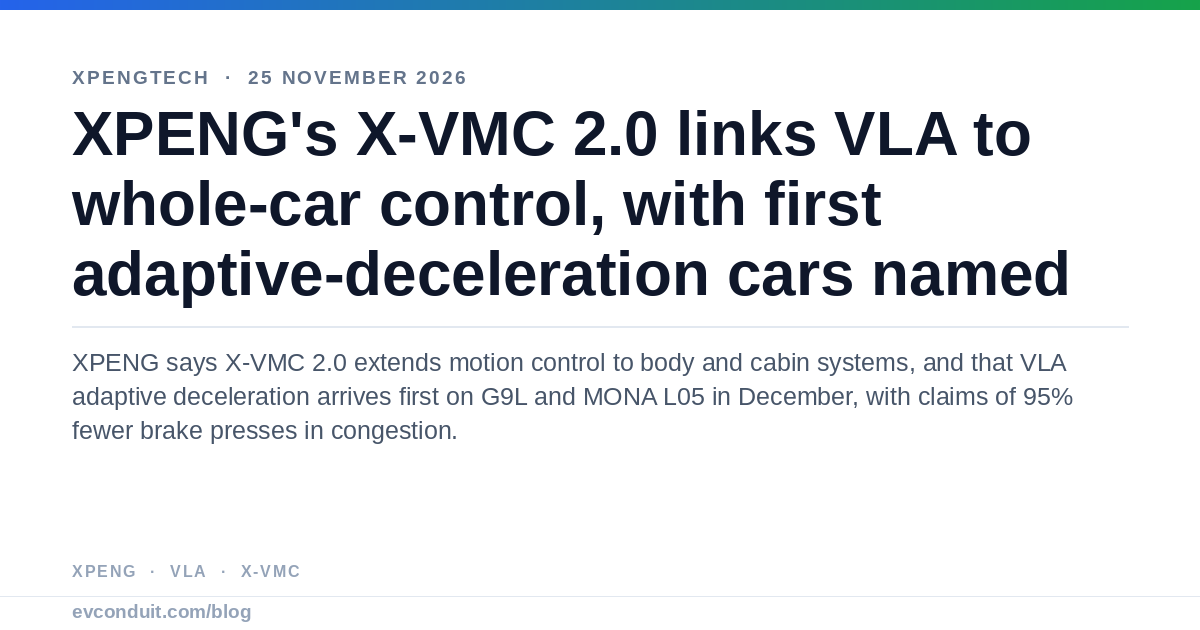 XPENGTECH · 25 NOVEMBER 2026
XPENG's X-VMC 2.0 links VLA to
whole-car control, with first
adaptive-deceleration cars named
XPENG says X-VMC 2.0 extends motion control to body and cabin systems, and that VLA
adaptive deceleration arrives first on G9L and MONA L05 in December, with claims of 95%
fewer brake presses in congestion.
XPENG · VLA · X-VMC
evconduit.com/blog